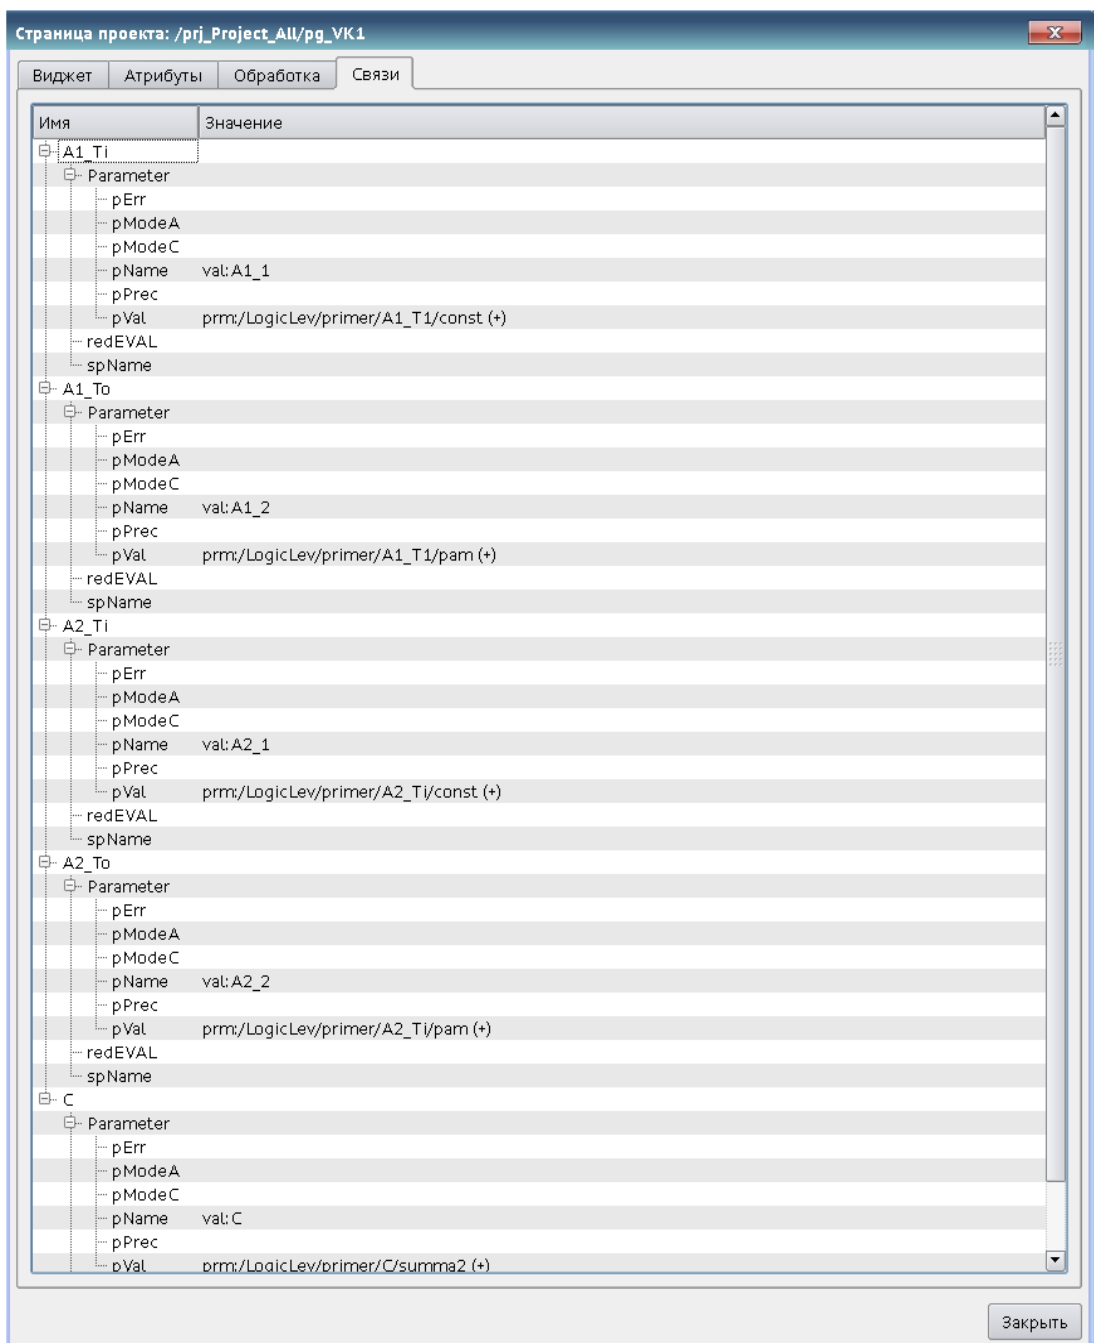 Страница проекта: /prj_Project_All/pg_VK1
Виджет Атрибуты Обработка Связи
Имя Значение
A1_Ti
Parameter
pErr
pModeA
pModeC
pName val:A1_1
pPrec
pVal prm:/LogicLev/primer/A1_T1/const (+)
redEVAL
spName
A1_To
Parameter
pErr
pModeA
pModeC
pName val:A1_2
pPrec
pVal prm:/LogicLev/primer/A1_T1/pam (+)
redEVAL
spName
A2_Ti
Parameter
pErr
pModeA
pModeC
pName val:A2_1
pPrec
pVal prm:/LogicLev/primer/A2_Ti/const (+)
redEVAL
spName
A2_To
Parameter
pErr
pModeA
pModeC
pName val:A2_2
pPrec
pVal prm:/LogicLev/primer/A2_Ti/pam (+)
redEVAL
spName
C
Parameter
pErr
pModeA
pModeC
pName val:C
pPrec
pVal prm:/LogicLev/primer/C/summa2 (+)
Закрыть